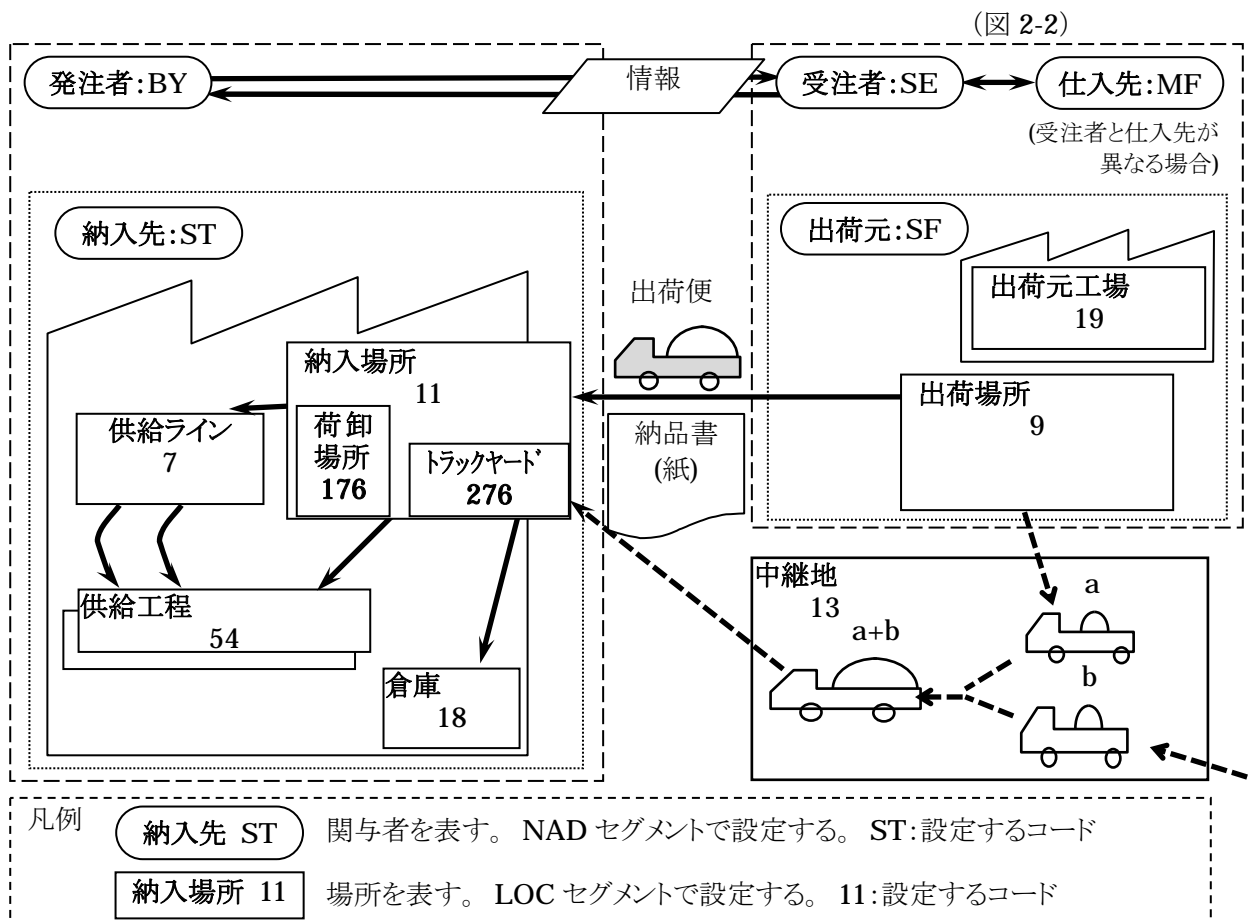 (図 2-2)
発注者:BY
情報
受注者:SE
仕入先:MF
(受注者と仕入先が
異なる場合)
納入先:ST
出荷元:SF
出荷元工場
19
出荷便
納入場所
11
出荷場所
9
供給ライン
7
荷卸
場所
176
トラックヤード
276
納品書
(紙)
中継地
13
a
a+b
b
供給工程
54
倉庫
18
凡例
納入先 ST
関与者を表す。 NAD セグメントで設定する。 ST:設定するコード
納入場所 11
場所を表す。 LOC セグメントで設定する。 11:設定するコード